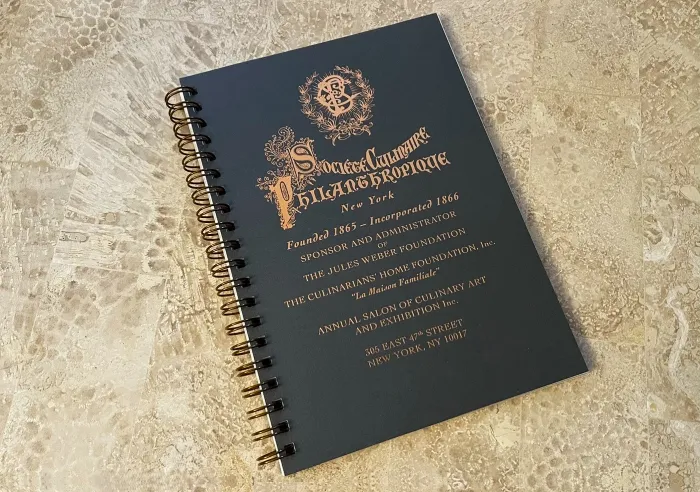 Société Culinaire
Philanthropique
New York
Founded 1865 – Incorporated 1866
SPONSOR AND ADMINISTRATOR
OF
THE JULES WEBER FOUNDATION
THE CULINARIANS' HOME FOUNDATION, Inc.
"La Maison Familiale"
ANNUAL SALON OF CULINARY ART
AND EXHIBITION Inc.
305 EAST 47th STREET
NEW YORK, NY 10017